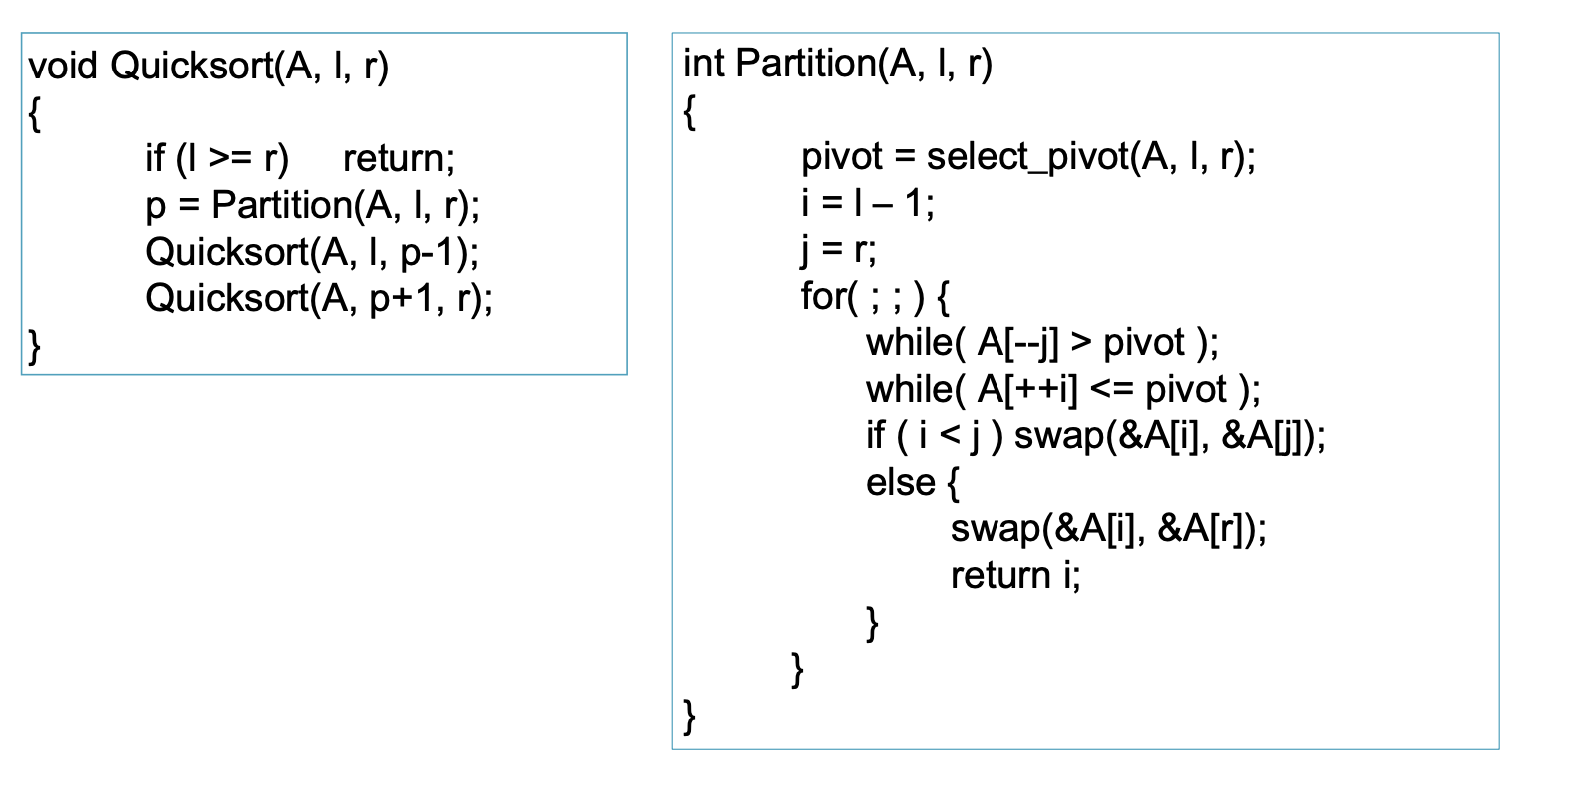 void Quicksort(A, l, r)
{
if (l >= r) return;
p = Partition(A, l, r);
Quicksort(A, l, p-1);
Quicksort(A, p+1, r);
}
int Partition(A, l, r)
{
pivot = select_pivot(A, l, r);
i = l – 1;
j = r;
for( ; ; ) {
while( A[--j] > pivot );
while( A[++i] <= pivot );
if ( i < j ) swap(&A[i], &A[j]);
else {
swap(&A[i], &A[r]);
return i;
}
}
}